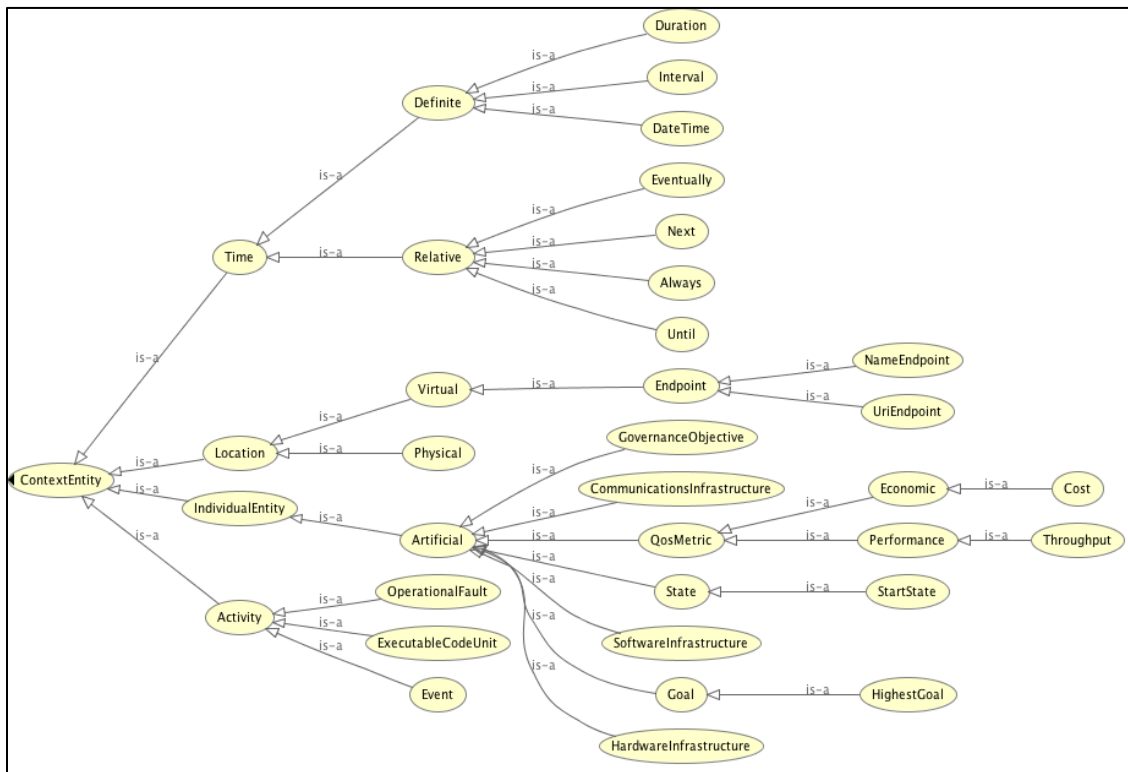 Duration
is-a
Interval
is-a
Definite
is-a
DateTime
is-a
Eventually
is-a
Next
is-a
Time
is-a
Relative
is-a
Always
is-a
Until
is-a
NameEndpoint
is-a
Virtual
is-a
Endpoint
is-a
UriEndpoint
is-a
GovernanceObjective
Location
is-a
Physical
is-a
ContextEntity
is-a
CommunicationsInfrastructure
is-a
Economic
is-a
Cost
IndividualEntity
is-a
Artificial
is-a
QosMetric
is-a
Performance
is-a
Throughput
is-a
OperationalFault
is-a
State
is-a
StartState
Activity
is-a
ExecutableCodeUnit
is-a
SoftwareInfrastructure
is-a
Event
Goal
is-a
HighestGoal
HardwareInfrastructure
is-a
is-a
is-a
is-a